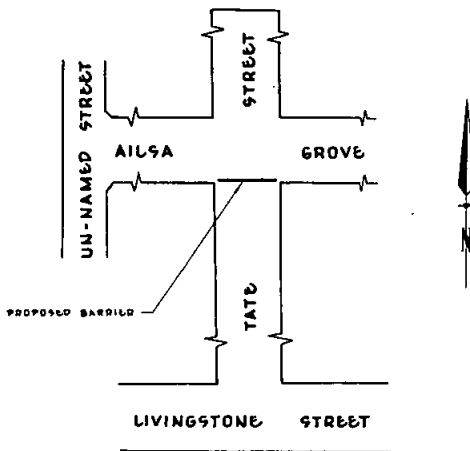 STREET
UN-NAMED STREET
AILSA GROVE
N
PROPOSED BARRIER
TATE
LIVINGSTONE STREET